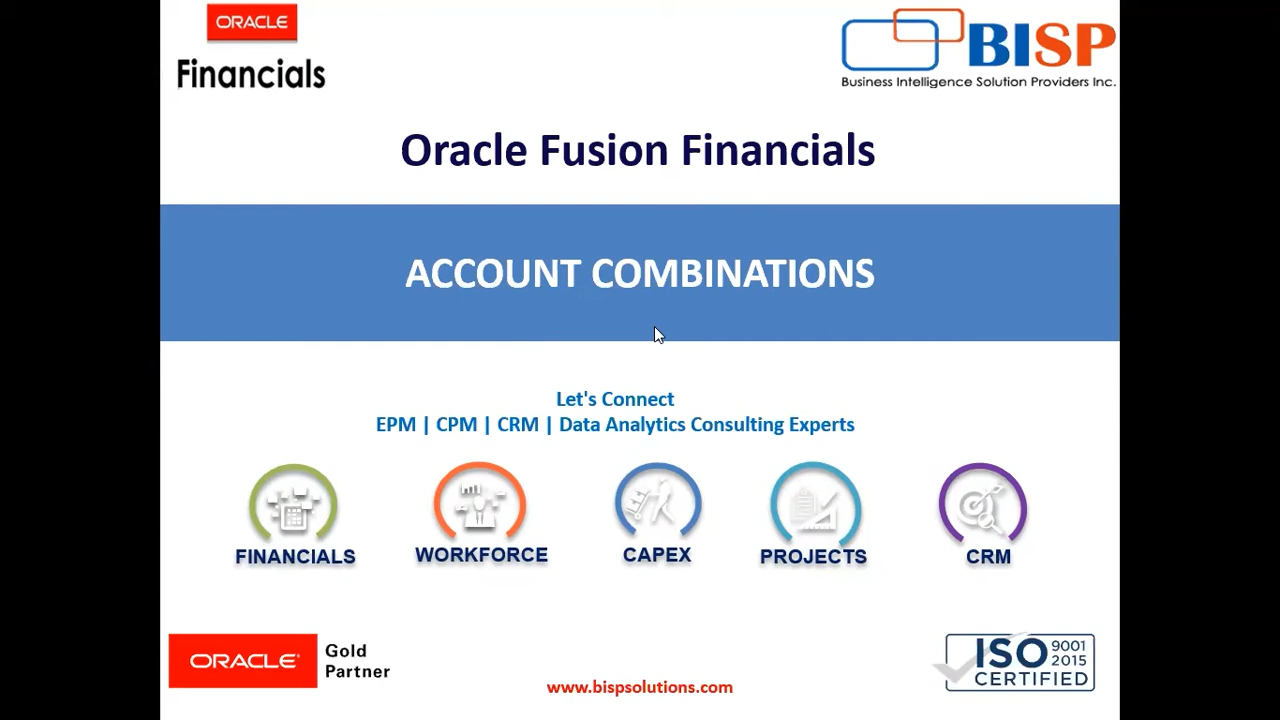 ORACLE
Financials
BISP
Business Intelligence Solution Providers Inc.
Oracle Fusion Financials
ACCOUNT COMBINATIONS
Let's Connect
EPM | CPM | CRM | Data Analytics Consulting Experts
FINANCIALS
WORKFORCE
CAPEX
PROJECTS
CRM
ORACLE®
Gold
Partner
www.bispsolutions.com
ISO 9001
2015
CERTIFIED